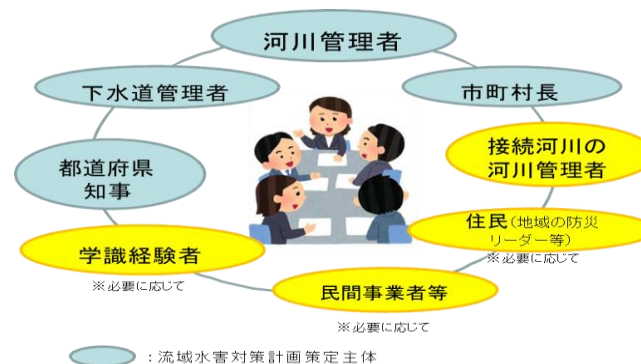 河川管理者
下水道管理者
市町村長
接続河川の
河川管理者
都道府県
知事
住民(地域の防災
リーダー等)
※必要に応じて
学識経験者
※必要に応じて
民間事業者等
※必要に応じて
：流域水害対策計画策定主体